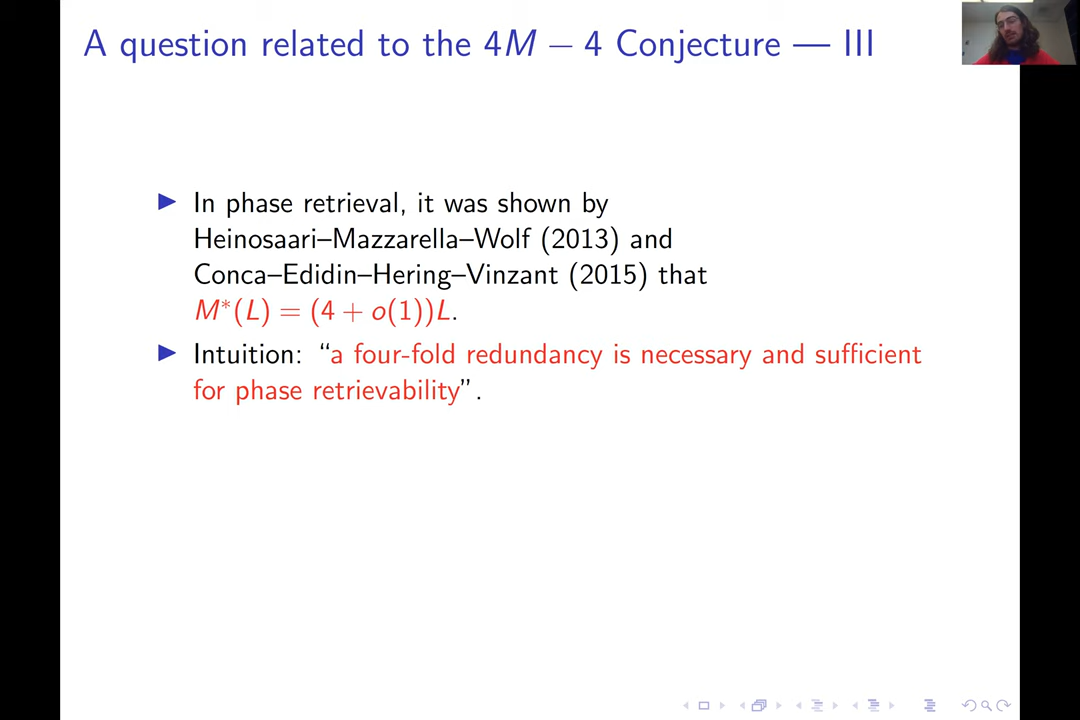 A question related to the 4M − 4 Conjecture — III
▶ In phase retrieval, it was shown by
Heinosaari–Mazzarella–Wolf (2013) and
Conca–Edidin–Hering–Vinzant (2015) that
M*(L) = (4 + o(1))L.
▶ Intuition: “a four-fold redundancy is necessary and sufficient
for phase retrievability”.